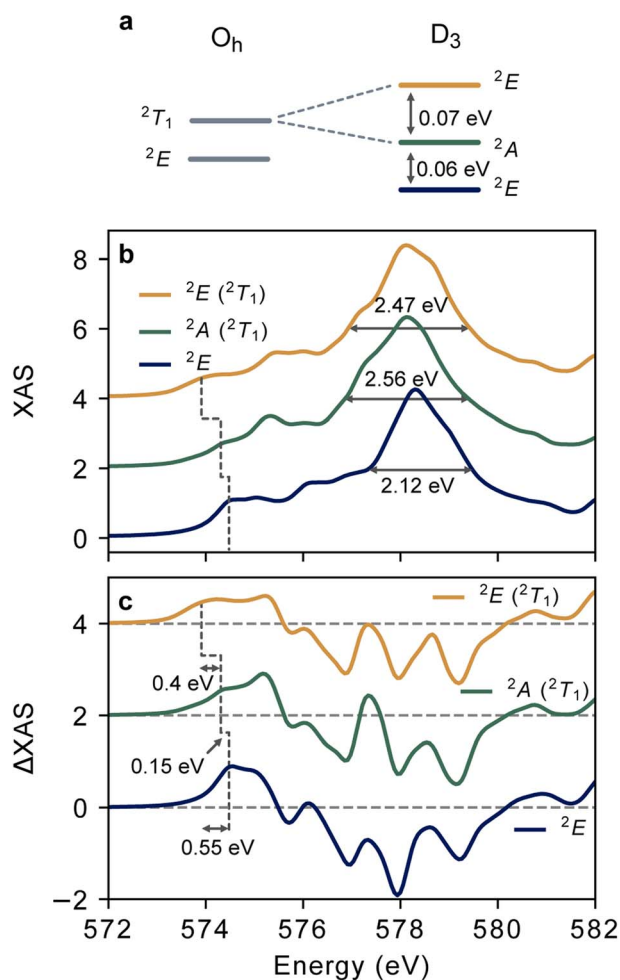 a
O_h D_3
²E
²T₁ 0.07 eV
²A
²E 0.06 eV
²E
b
8
²E (²T₁)
2.47 eV
6
²A (²T₁)
²E
XAS
2.56 eV
4
2
2.12 eV
0
c
²E (²T₁)
4
0.4 eV
²A (²T₁)
2
ΔXAS
0.15 eV
0
²E
0.55 eV
−2
572 574 576 578 580 582
Energy (eV)